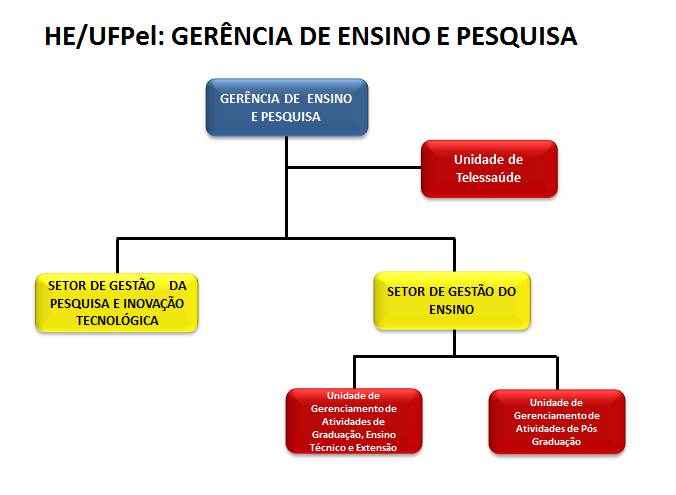 HE/UFPel: GERÊNCIA DE ENSINO E PESQUISA
GERÊNCIA DE ENSINO
E PESQUISA
Unidade de
Telessaúde
SETOR DE GESTÃO DA
PESQUISA E INOVAÇÃO
TECNOLÓGICA
SETOR DE GESTÃO DO
ENSINO
Unidade de
Gerenciamento de
Atividades de
Graduação, Ensino
Técnico e Extensão
Unidade de
Gerenciamento de
Atividades de Pós
Graduação